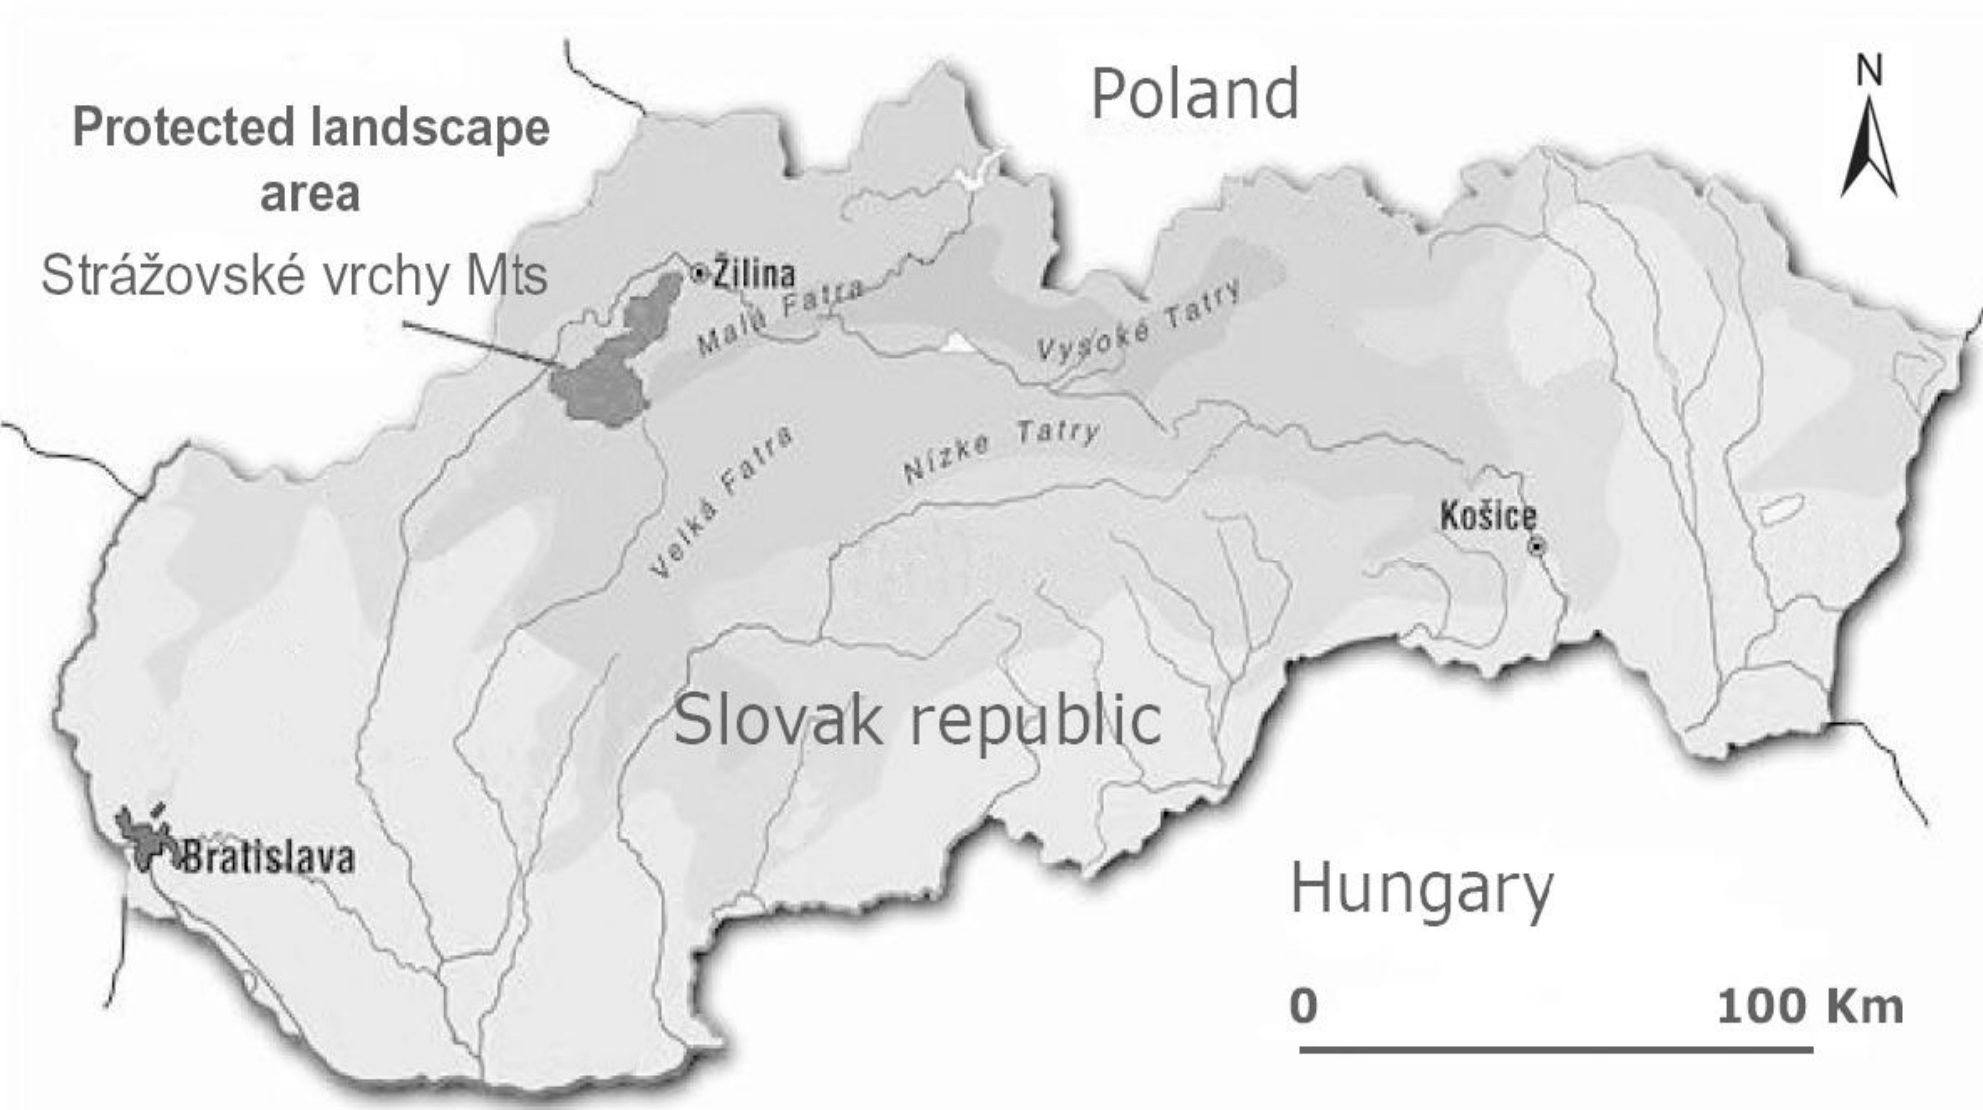 Poland
N
Protected landscape
area
Strážovské vrchy Mts
Žilina
Malá Fatra
Vysoké Tatry
Velká Fatra
Nízke Tatry
Košice
Slovak republic
Bratislava
Hungary
0 100 Km